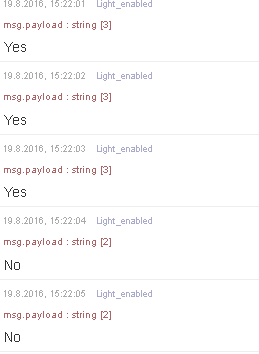 19.8.2016, 15:22:01 Light_enabled
msg.payload : string [3]
Yes
19.8.2016, 15:22:02 Light_enabled
msg.payload : string [3]
Yes
19.8.2016, 15:22:03 Light_enabled
msg.payload : string [3]
Yes
19.8.2016, 15:22:04 Light_enabled
msg.payload : string [2]
No
19.8.2016, 15:22:05 Light_enabled
msg.payload : string [2]
No